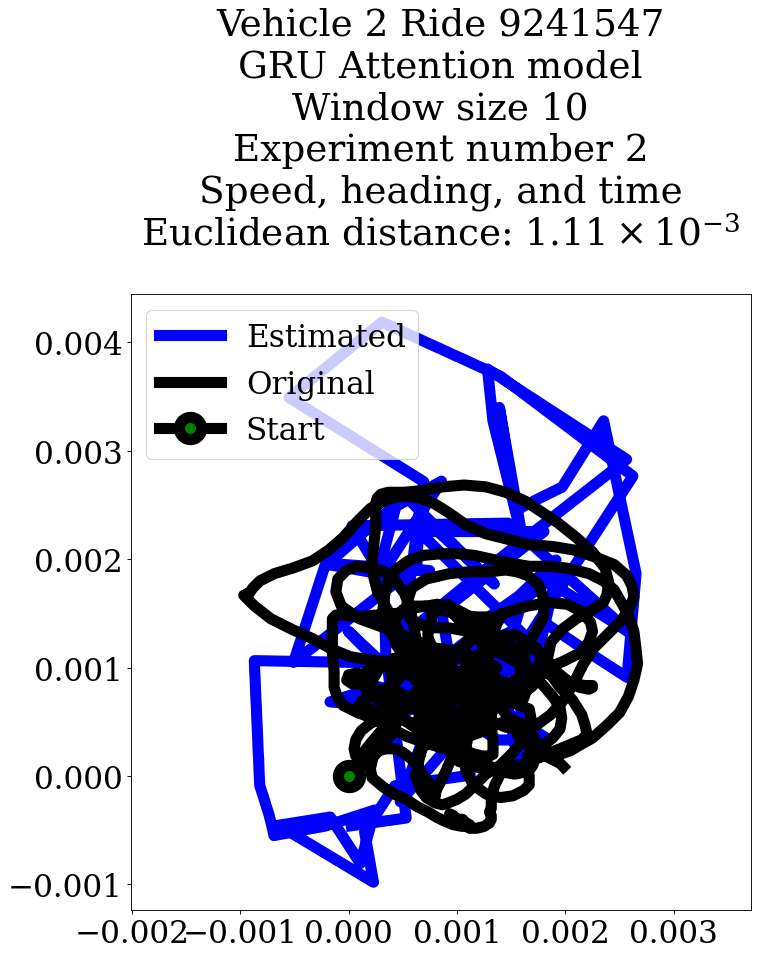 Vehicle 2 Ride 9241547
GRU Attention model
Window size 10
Experiment number 2
Speed, heading, and time
Euclidean distance: 1.11 × 10⁻³
Estimated
Original
Start
0.004
0.003
0.002
0.001
0.000
−0.001
−0.002 −0.001 0.000 0.001 0.002 0.003